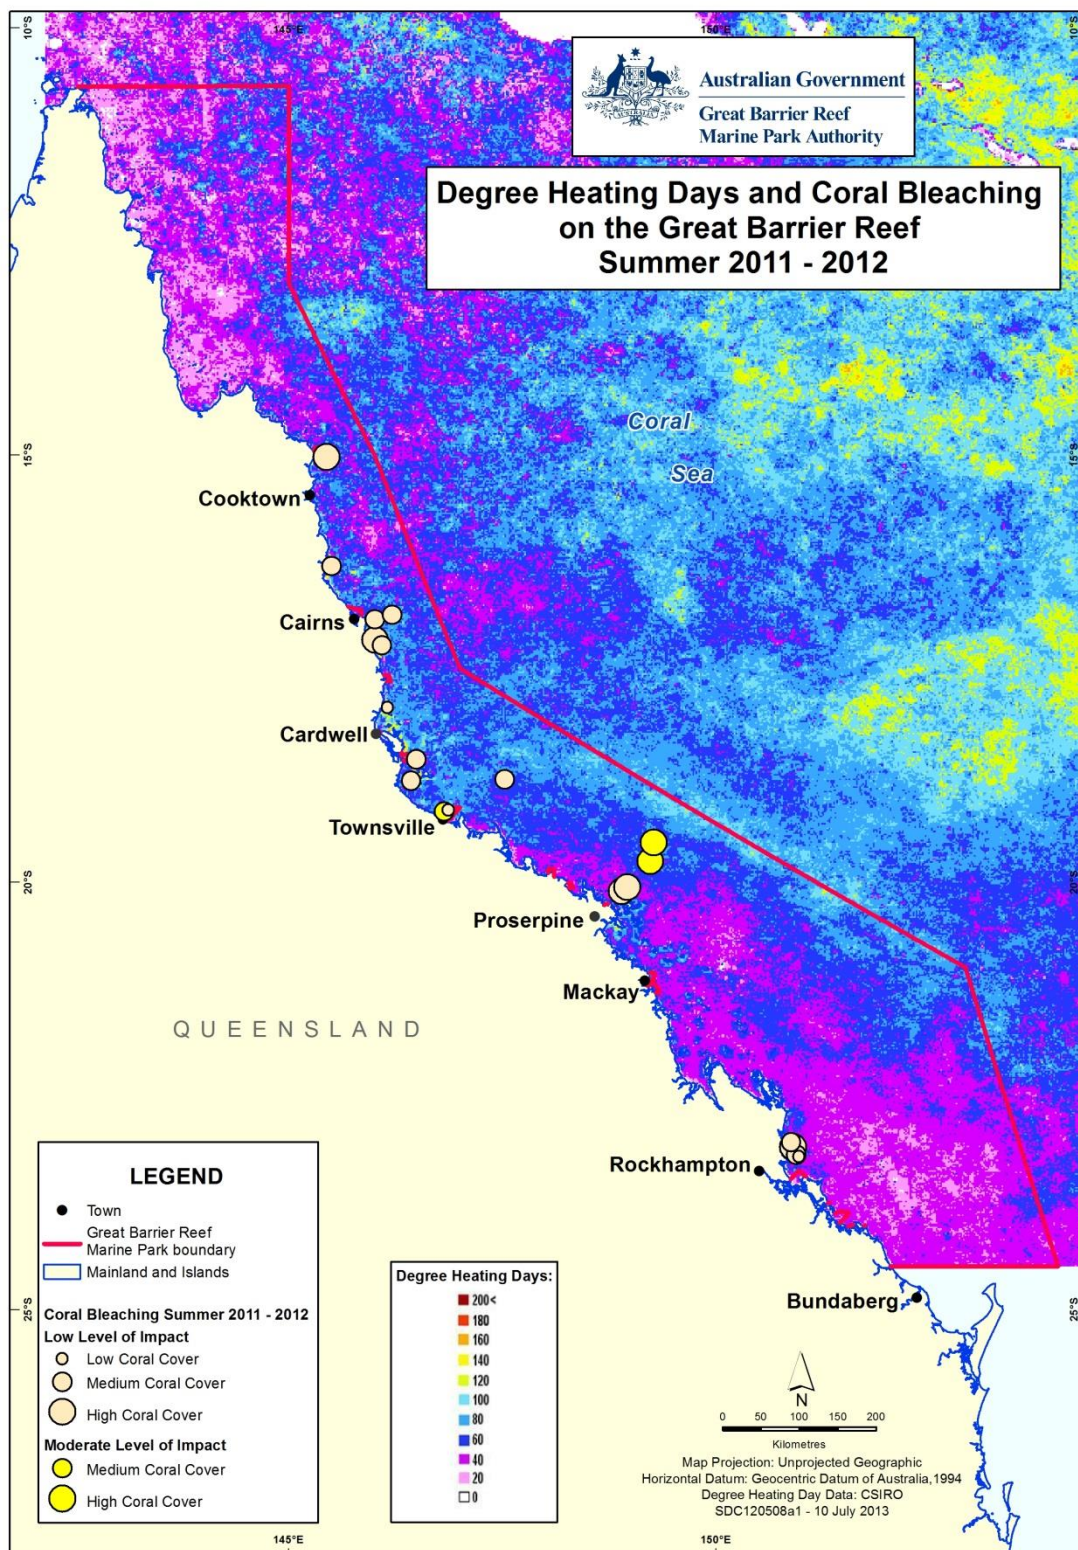 10°S
145°E
150°E
10°S
AUSTRALIA
Australian Government
Great Barrier Reef
Marine Park Authority
Degree Heating Days and Coral Bleaching
on the Great Barrier Reef
Summer 2011 - 2012
Coral
Sea
15°S
15°S
Cooktown
Cairns
Cardwell
Townsville
20°S
20°S
Proserpine
Mackay
QUEENSLAND
Rockhampton
Bundaberg
25°S
25°S
LEGEND
Town
Great Barrier Reef
Marine Park boundary
Mainland and Islands
Coral Bleaching Summer 2011 - 2012
Low Level of Impact
Low Coral Cover
Medium Coral Cover
High Coral Cover
Moderate Level of Impact
Medium Coral Cover
High Coral Cover
Degree Heating Days:
200<
180
160
140
120
100
80
60
40
20
0
N
0 50 100 150 200
Kilometres
Map Projection: Unprojected Geographic
Horizontal Datum: Geocentric Datum of Australia,1994
Degree Heating Day Data: CSIRO
SDC120508a1 - 10 July 2013
145°E
150°E